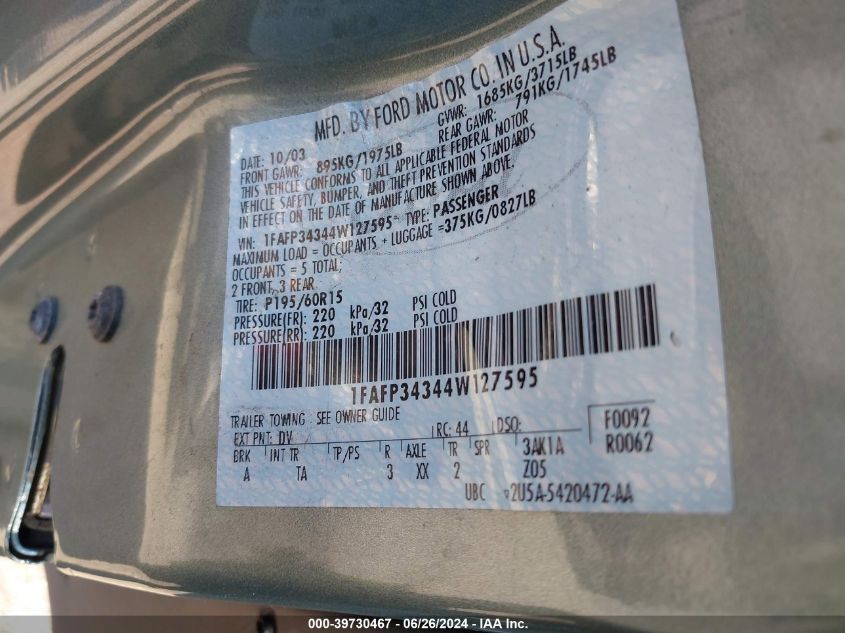 MFD. BY FORD MOTOR CO. IN U.S.A.
DATE: 10/03 GVWR: 1685KG/3715LB
FRONT GAWR: 895KG/1975LB REAR GAWR: 791KG/1745LB
THIS VEHICLE CONFORMS TO ALL APPLICABLE FEDERAL MOTOR
VEHICLE SAFETY, BUMPER, AND THEFT PREVENTION STANDARDS
IN EFFECT ON THE DATE OF MANUFACTURE SHOWN ABOVE.
VIN: 1FAFP34344W127595 TYPE: PASSENGER
MAXIMUM LOAD = OCCUPANTS + LUGGAGE =375KG/0827LB
OCCUPANTS = 5 TOTAL;
2 FRONT, 3 REAR
TIRE: P195/60R15
PRESSURE(FR): 220 kPa/32 PSI COLD
PRESSURE(RR): 220 kPa/32 PSI COLD
1FAFP34344W127595
TRAILER TOWING: SEE OWNER GUIDE
EXT PNT: DV RC: 44 DSO: F0092
BRK INT TR TP/PS R AXLE TR SPR 3AK1A R0062
A TA 3 XX 2 Z05
UBC 2U5A-5420472-AA
000-39730467 - 06/26/2024 - IAA Inc.